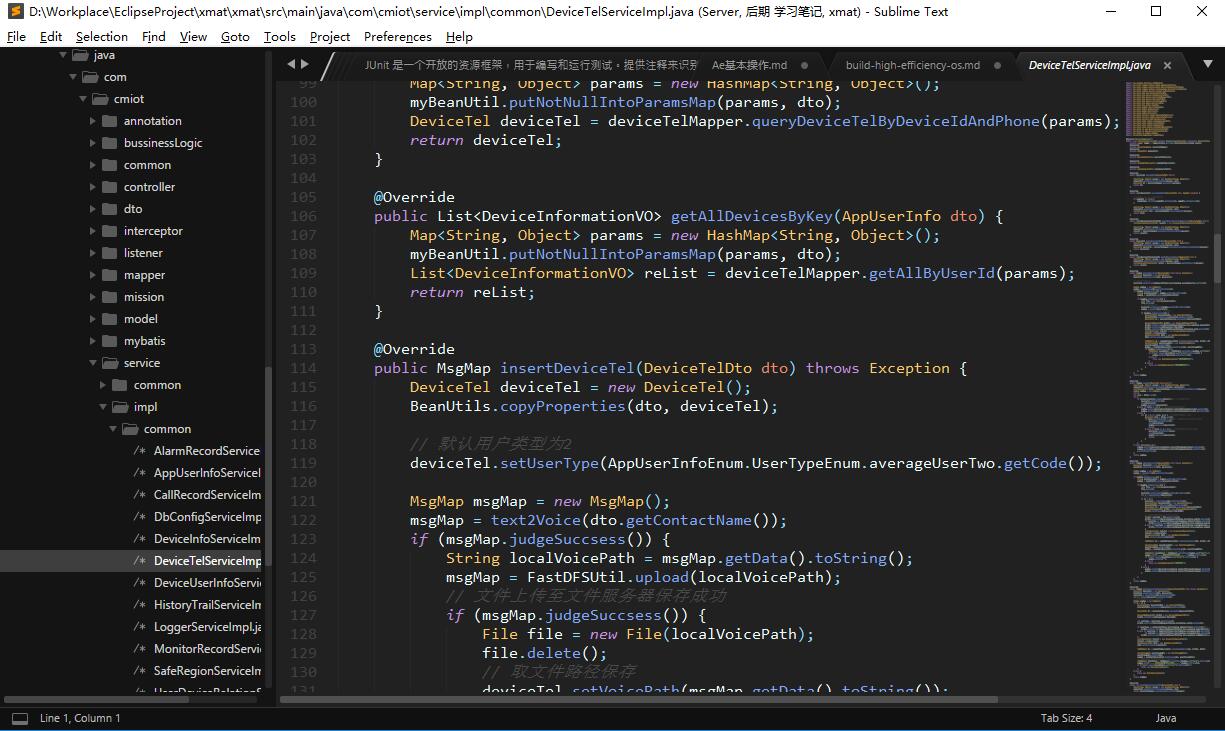 D:\Workplace\EclipseProject\xmat\xmat\src\main\java\com\cmiot\service\impl\common\DeviceTelServiceImpl.java (Server, 后期 学习笔记, xmat) - Sublime Text
File Edit Selection Find View Goto Tools Project Preferences Help
java
com
cmiot
annotation
bussinesLogic
common
controller
dto
interceptor
listener
mapper
mission
model
mybatis
service
common
impl
common
/* AlarmRecordService
/* AppUserInfoServiceI
/* CallRecordServiceIm
/* DbConfigServiceImp
/* DeviceInfoServiceIm
/* DeviceTelServiceImp
/* DeviceUserInfoServi
/* HistoryTrailServiceIn
/* LoggerServiceImpl.ja
/* MonitorRecordServi
/* SafeRegionServiceIm
JUnit 是一个开放的资源框架，用于编写和运行测试。提供注释来识别 Ae基本操作.md build-high-efficiency-os.md DeviceTelServiceImpl.java
99 Map<String, Object> params = new HashMap<String, Object>();
100 myBeanUtil.putNotNullIntoParamsMap(params, dto);
101 DeviceTel deviceTel = deviceTelMapper.queryDeviceTelByDeviceIdAndPhone(params);
102 return deviceTel;
103 }
104
105 @Override
106 public List<DeviceInformationVO> getAllDevicesByKey(AppUserInfo dto) {
107 Map<String, Object> params = new HashMap<String, Object>();
108 myBeanUtil.putNotNullIntoParamsMap(params, dto);
109 List<DeviceInformationVO> reList = deviceTelMapper.getAllByUserId(params);
110 return reList;
111 }
112
113 @Override
114 public MsgMap insertDeviceTel(DeviceTelDto dto) throws Exception {
115 DeviceTel deviceTel = new DeviceTel();
116 BeanUtils.copyProperties(dto, deviceTel);
117
118 // 默认用户类型为2
119 deviceTel.setUserType(AppUserInfoEnum.UserTypeEnum.averageUserTwo.getCode());
120
121 MsgMap msgMap = new MsgMap();
122 msgMap = text2Voice(dto.getContactName());
123 if (msgMap.judgeSuccsess()) {
124 String localVoicePath = msgMap.getData().toString();
125 msgMap = FastDFSUtil.upload(localVoicePath);
126 // 文件上传至文件服务器保存成功
127 if (msgMap.judgeSuccsess()) {
128 File file = new File(localVoicePath);
129 file.delete();
130 // 取文件路径保存
131 deviceTel.setVoicePath(msgMap.getData().toString());
Line 1, Column 1 Tab Size: 4 Java